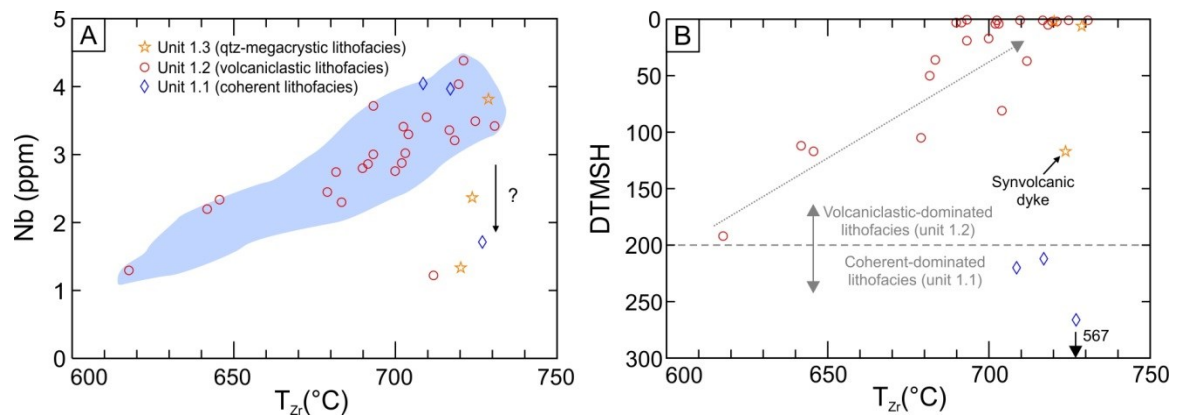 A
Unit 1.3 (qtz-megacrystic lithofacies)
Unit 1.2 (volcaniclastic lithofacies)
Unit 1.1 (coherent lithofacies)
5
4
3
2
1
0
Nb (ppm)
?
600
650
700
750
TZr(°C)
B
0
50
100
150
200
250
300
DTMSH
Synvolcanic
dyke
Volcaniclastic-dominated
lithofacies (unit 1.2)
Coherent-dominated
lithofacies (unit 1.1)
567
600
650
700
750
TZr(°C)